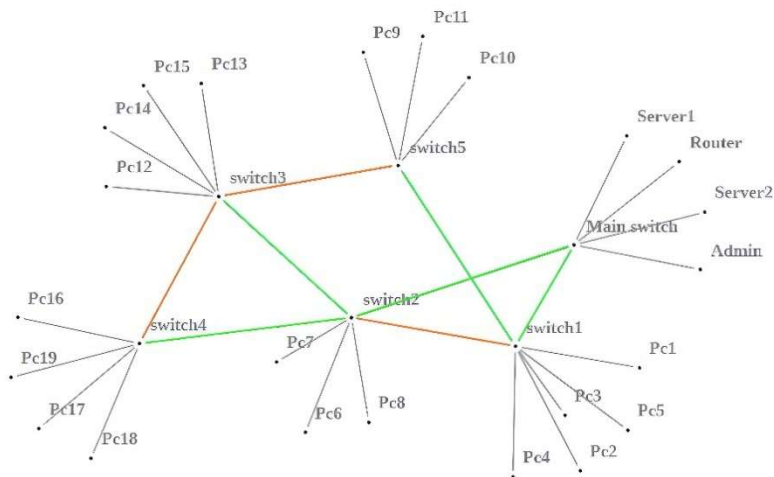 Pc11
Pc9
Pc10
Pc15
Pc13
Pc14
Pc12
switch3
switch5
Server1
Router
Server2
Main switch
Admin
Pc16
switch4
switch2
switch1
Pc7
Pc19
Pc1
Pc3
Pc5
Pc17
Pc6
Pc8
Pc18
Pc4
Pc2